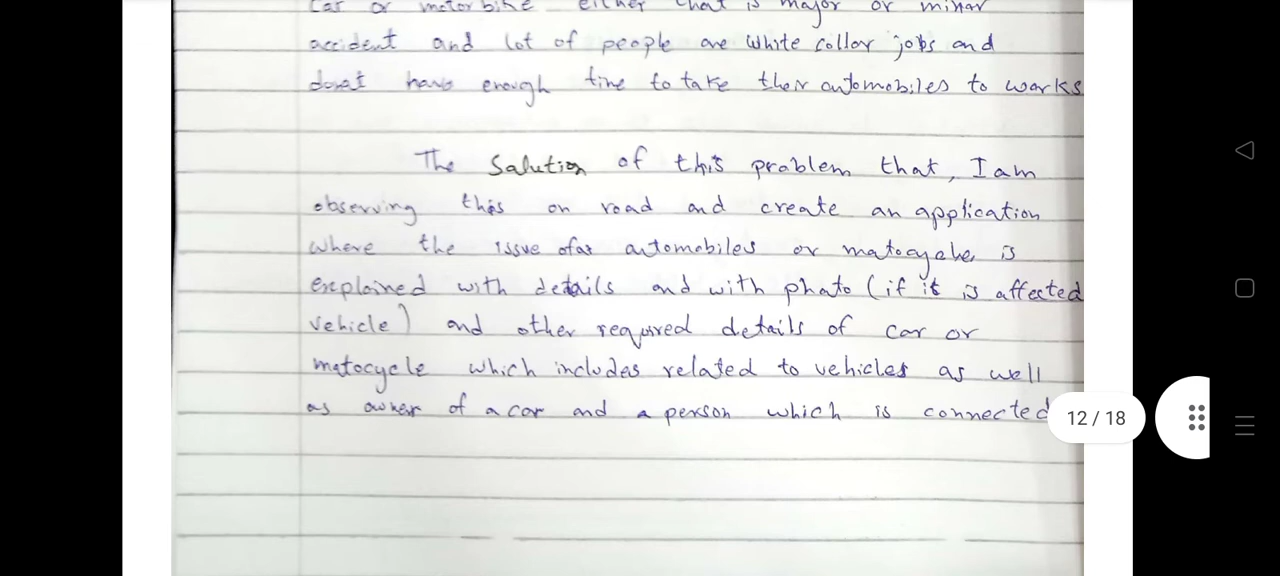 car or motorbike either that is major or minor
accident and lot of people are white collar jobs and
donat have enough time to take their automobiles to works
The Salution of this problem that, I am
observing this on road and create an application
where the issue of automobiles or matocycle is
explained with details and with phato (if it is affected
vehicle) and other required details of car or
matocycle which includes related to vehicles as well
as owner of a car and a person which is connected
12 / 18